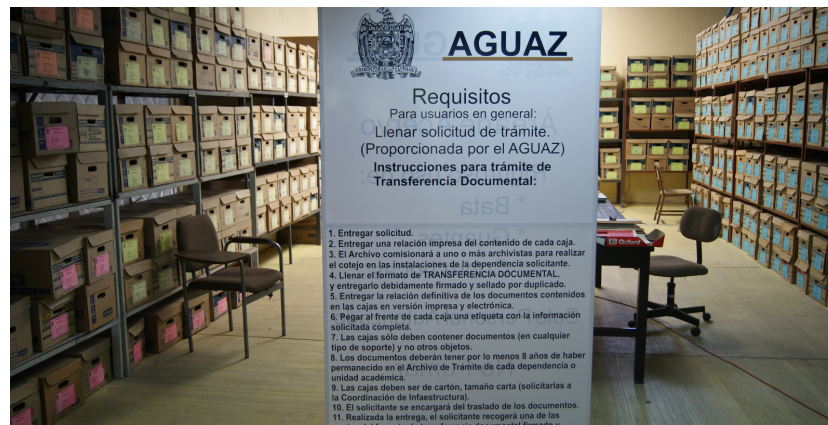 AGUAZ
Requisitos
Para usuarios en general:
Llenar solicitud de trámite.
(Proporcionada por el AGUAZ)
Instrucciones para trámite de
Transferencia Documental:
1. Entregar solicitud.
2. Entregar una relación impresa del contenido de cada caja.
3. El Archivo comisionará a uno o más archivistas para realizar
el cotejo en las instalaciones de la dependencia solicitante.
4. Llenar el formato de TRANSFERENCIA DOCUMENTAL,
y entregarlo debidamente firmado y sellado por duplicado.
5. Entregar la relación definitiva de los documentos contenidos
en las cajas en versión impresa y electrónica.
6. Pegar al frente de cada caja una etiqueta con la información
solicitada completa.
7. Las cajas sólo deben contener documentos (en cualquier
tipo de soporte) y no otros objetos.
8. Los documentos deberán tener por lo menos 8 años de haber
permanecido en el Archivo de Trámite de cada dependencia o
unidad académica.
9. Las cajas deben ser de cartón, tamaño carta (solicitarlas a
la Coordinación de Infaestructura).
10. El solicitante se encargará del traslado de los documentos.
11. Realizada la entrega, el solicitante recogerá una de las
Oxford